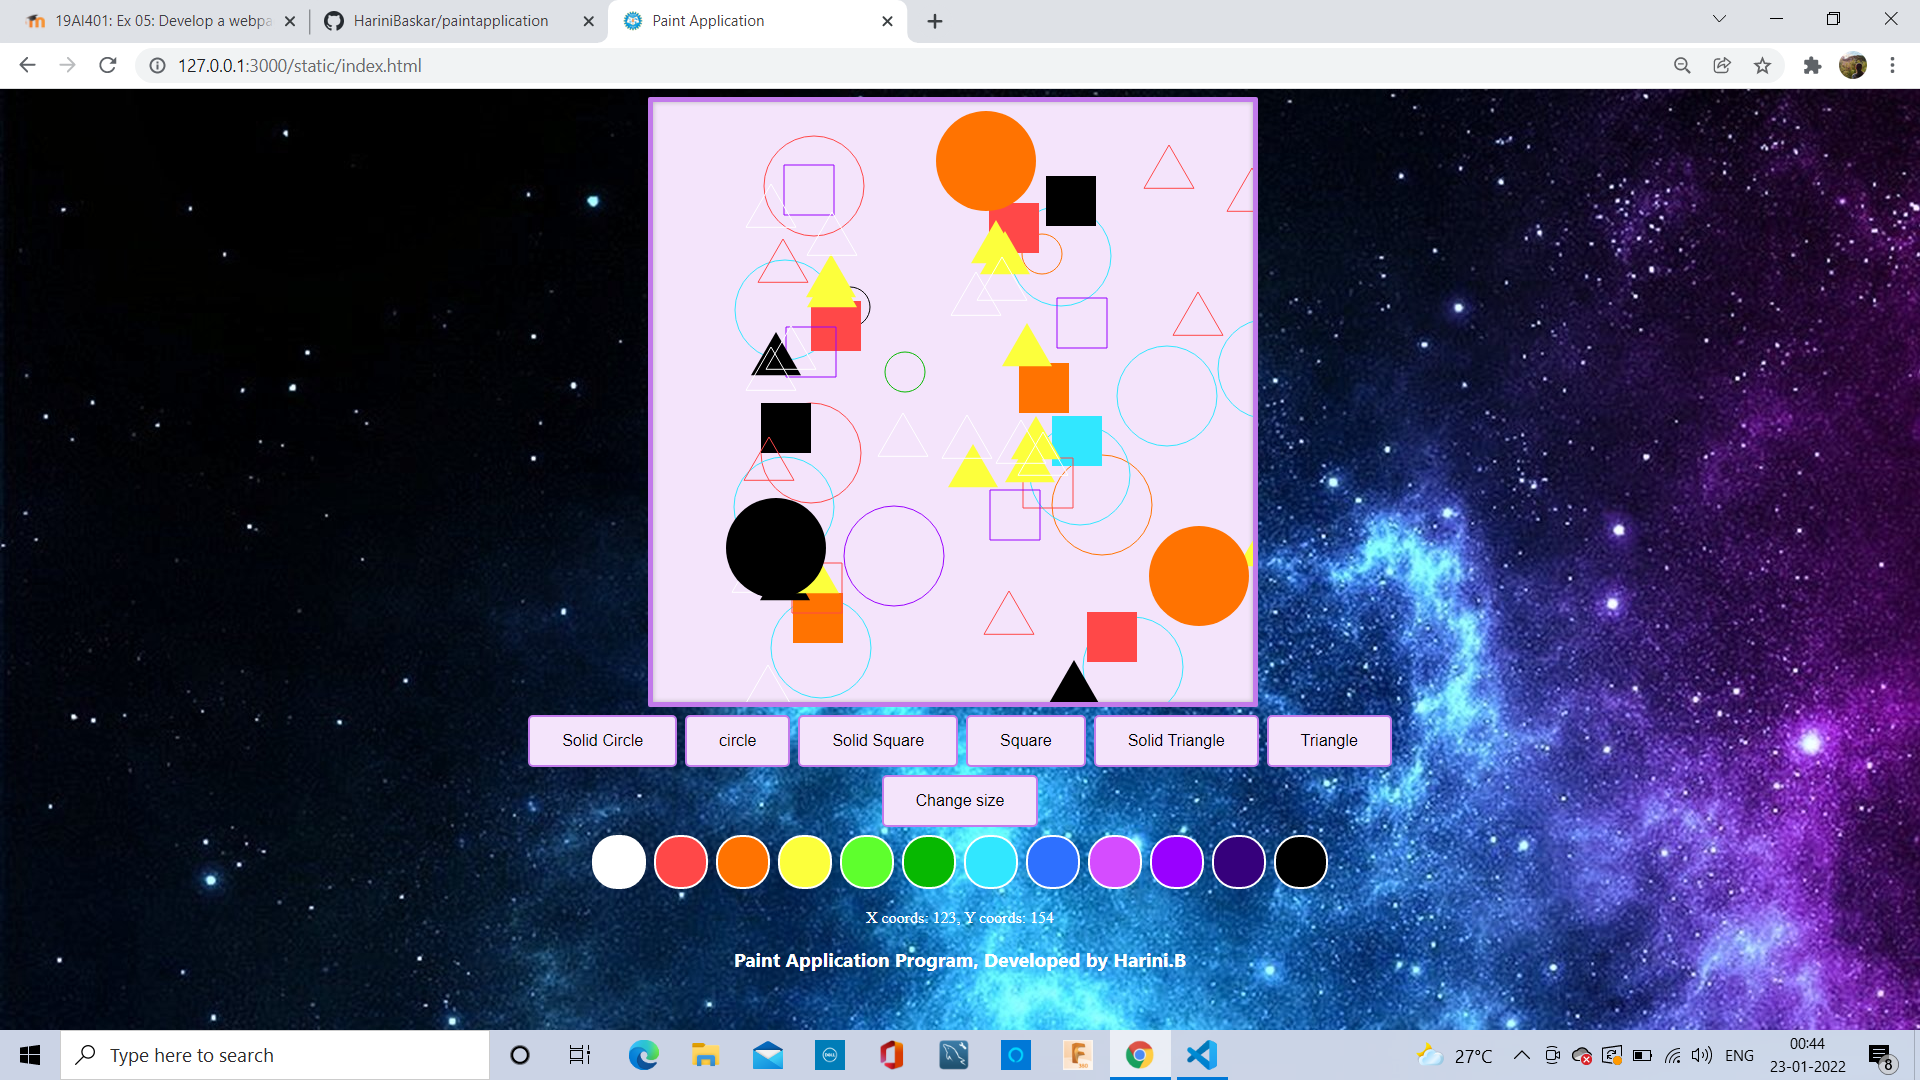 19AI401: Ex 05: Develop a webpa
HariniBaskar/paintapplication
Paint Application
127.0.0.1:3000/static/index.html
Solid Circle
circle
Solid Square
Square
Solid Triangle
Triangle
Change size
X coords: 123, Y coords: 154
Paint Application Program, Developed by Harini.B
Type here to search
27°C
ENG
00:44
23-01-2022
8